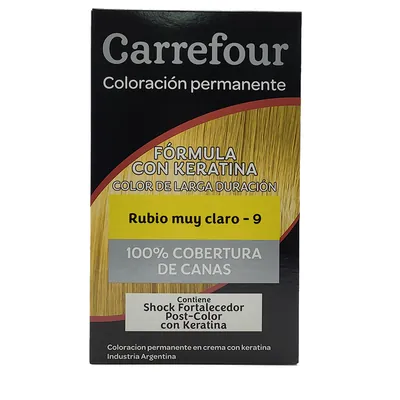 Carrefour
Coloración permanente
FÓRMULA
CON KERATINA
COLOR DE LARGA DURACIÓN
Rubio muy claro - 9
100% COBERTURA
DE CANAS
Contiene
Shock Fortalecedor
Post-Color
con Keratina
Coloracion permanente en crema con keratina
Industria Argentina